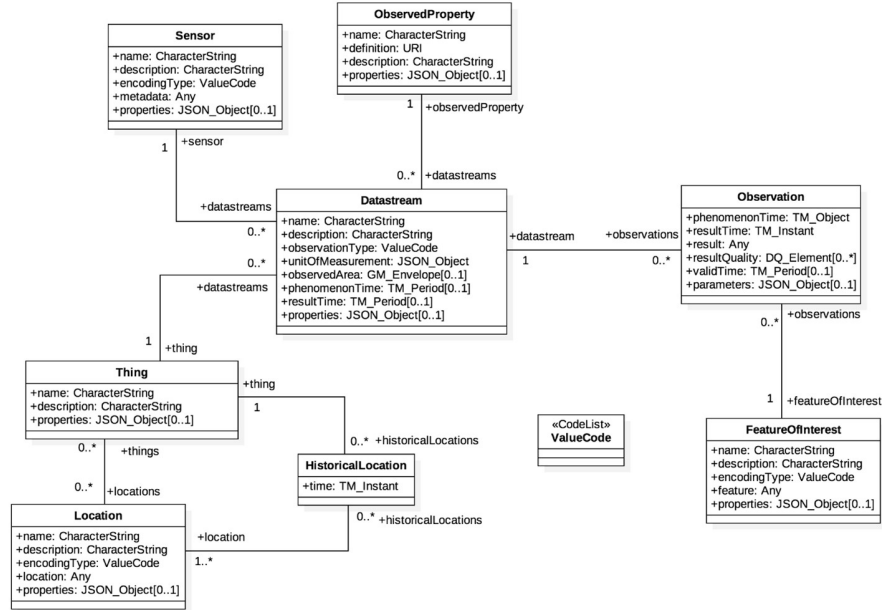 Sensor
+name: CharacterString
+description: CharacterString
+encodingType: ValueCode
+metadata: Any
+properties: JSON_Object[0..1]
1
+sensor
ObservedProperty
+name: CharacterString
+definition: URI
+description: CharacterString
+properties: JSON_Object[0..1]
1
+observedProperty
0..*
+datastreams
+datastreams
0..*
Datastream
+name: CharacterString
+description: CharacterString
+observationType: ValueCode
+unitOfMeasurement: JSON_Object
+observedArea: GM_Envelope[0..1]
+phenomenonTime: TM_Period[0..1]
+resultTime: TM_Period[0..1]
+properties: JSON_Object[0..1]
0..*
+datastreams
+datastream
1
+observations
0..*
Observation
+phenomenonTime: TM_Object
+resultTime: TM_Instant
+result: Any
+resultQuality: DQ_Element[0..*]
+validTime: TM_Period[0..1]
+parameters: JSON_Object[0..1]
0..*
+observations
1
+thing
Thing
+name: CharacterString
+description: CharacterString
+properties: JSON_Object[0..1]
+thing
1
0..*
+things
0..*
+historicalLocations
HistoricalLocation
+time: TM_Instant
0..*
+historicalLocations
0..*
+locations
Location
+name: CharacterString
+description: CharacterString
+encodingType: ValueCode
+location: Any
+properties: JSON_Object[0..1]
+location
1..*
«CodeList»
ValueCode
1
+featureOfInterest
FeatureOfInterest
+name: CharacterString
+description: CharacterString
+encodingType: ValueCode
+feature: Any
+properties: JSON_Object[0..1]